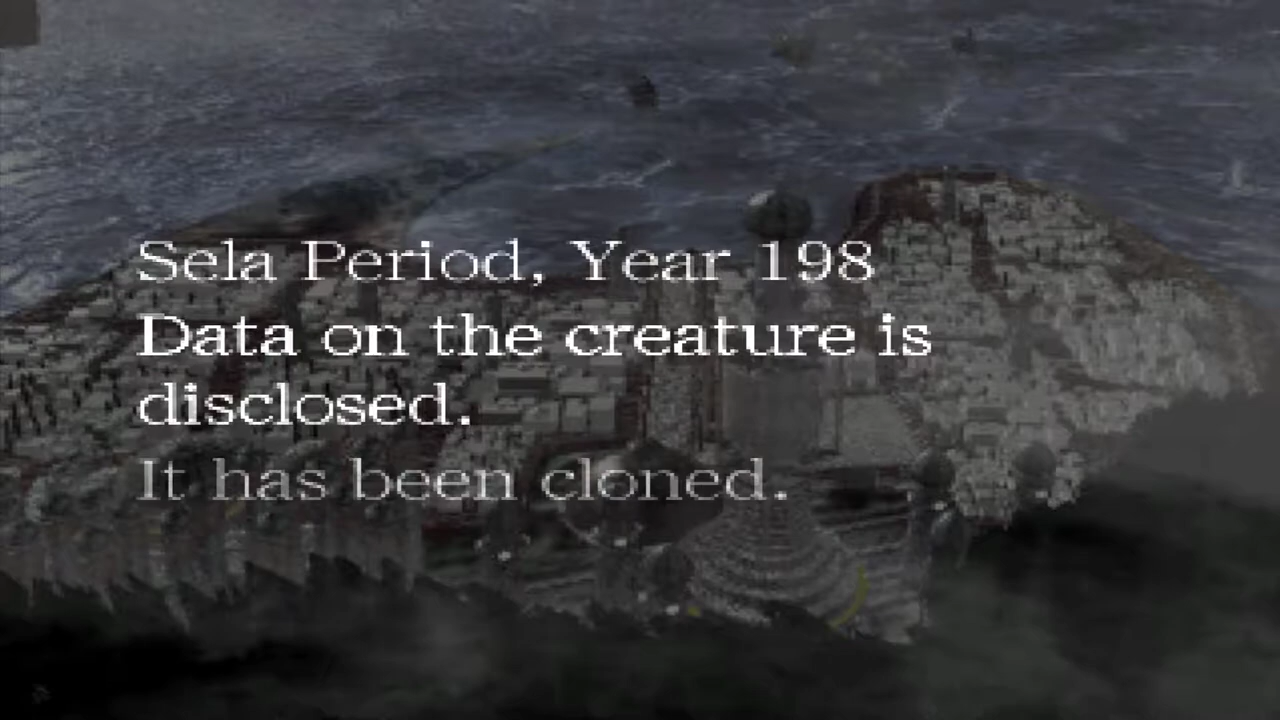 Sela Period, Year 198
Data on the creature is
disclosed.
It has been cloned.